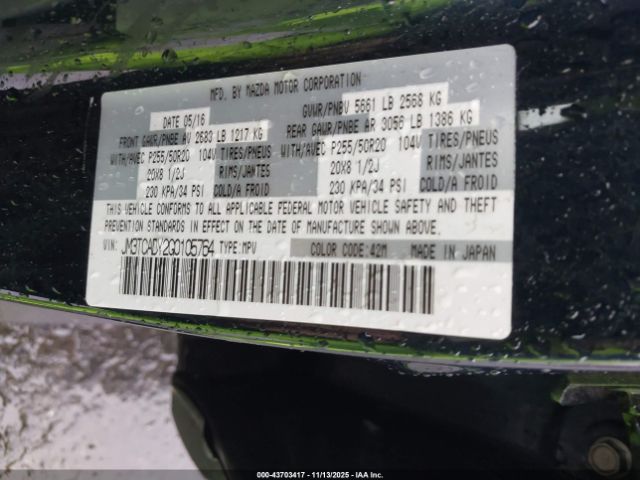 MFD. BY MAZDA MOTOR CORPORATION
DATE 05/16 GVWR/PNBV 5661 LB 2568 KG
FRONT GAWR/PNBE AV 2683 LB 1217 KG REAR GAWR/PNBE AR 3056 LB 1386 KG
WITH/AVEC P255/50R20 104V TIRES/PNEUS WITH/AVEC P255/50R20 104V TIRES/PNEUS
20X8 1/2J RIMS/JANTES 20X8 1/2J RIMS/JANTES
230 KPA/34 PSI COLD/A FROID 230 KPA/34 PSI COLD/A FROID
THIS VEHICLE CONFORMS TO ALL APPLICABLE FEDERAL MOTOR VEHICLE SAFETY AND THEFT
PREVENTION STANDARDS IN EFFECT ON THE DATE OF MANUFACTURE SHOWN ABOVE.
VIN: JM3TCADY2G0105764 TYPE: MPV COLOR CODE: 42M MADE IN JAPAN
00-43703417 - 11/13/2025 - IAA Inc.